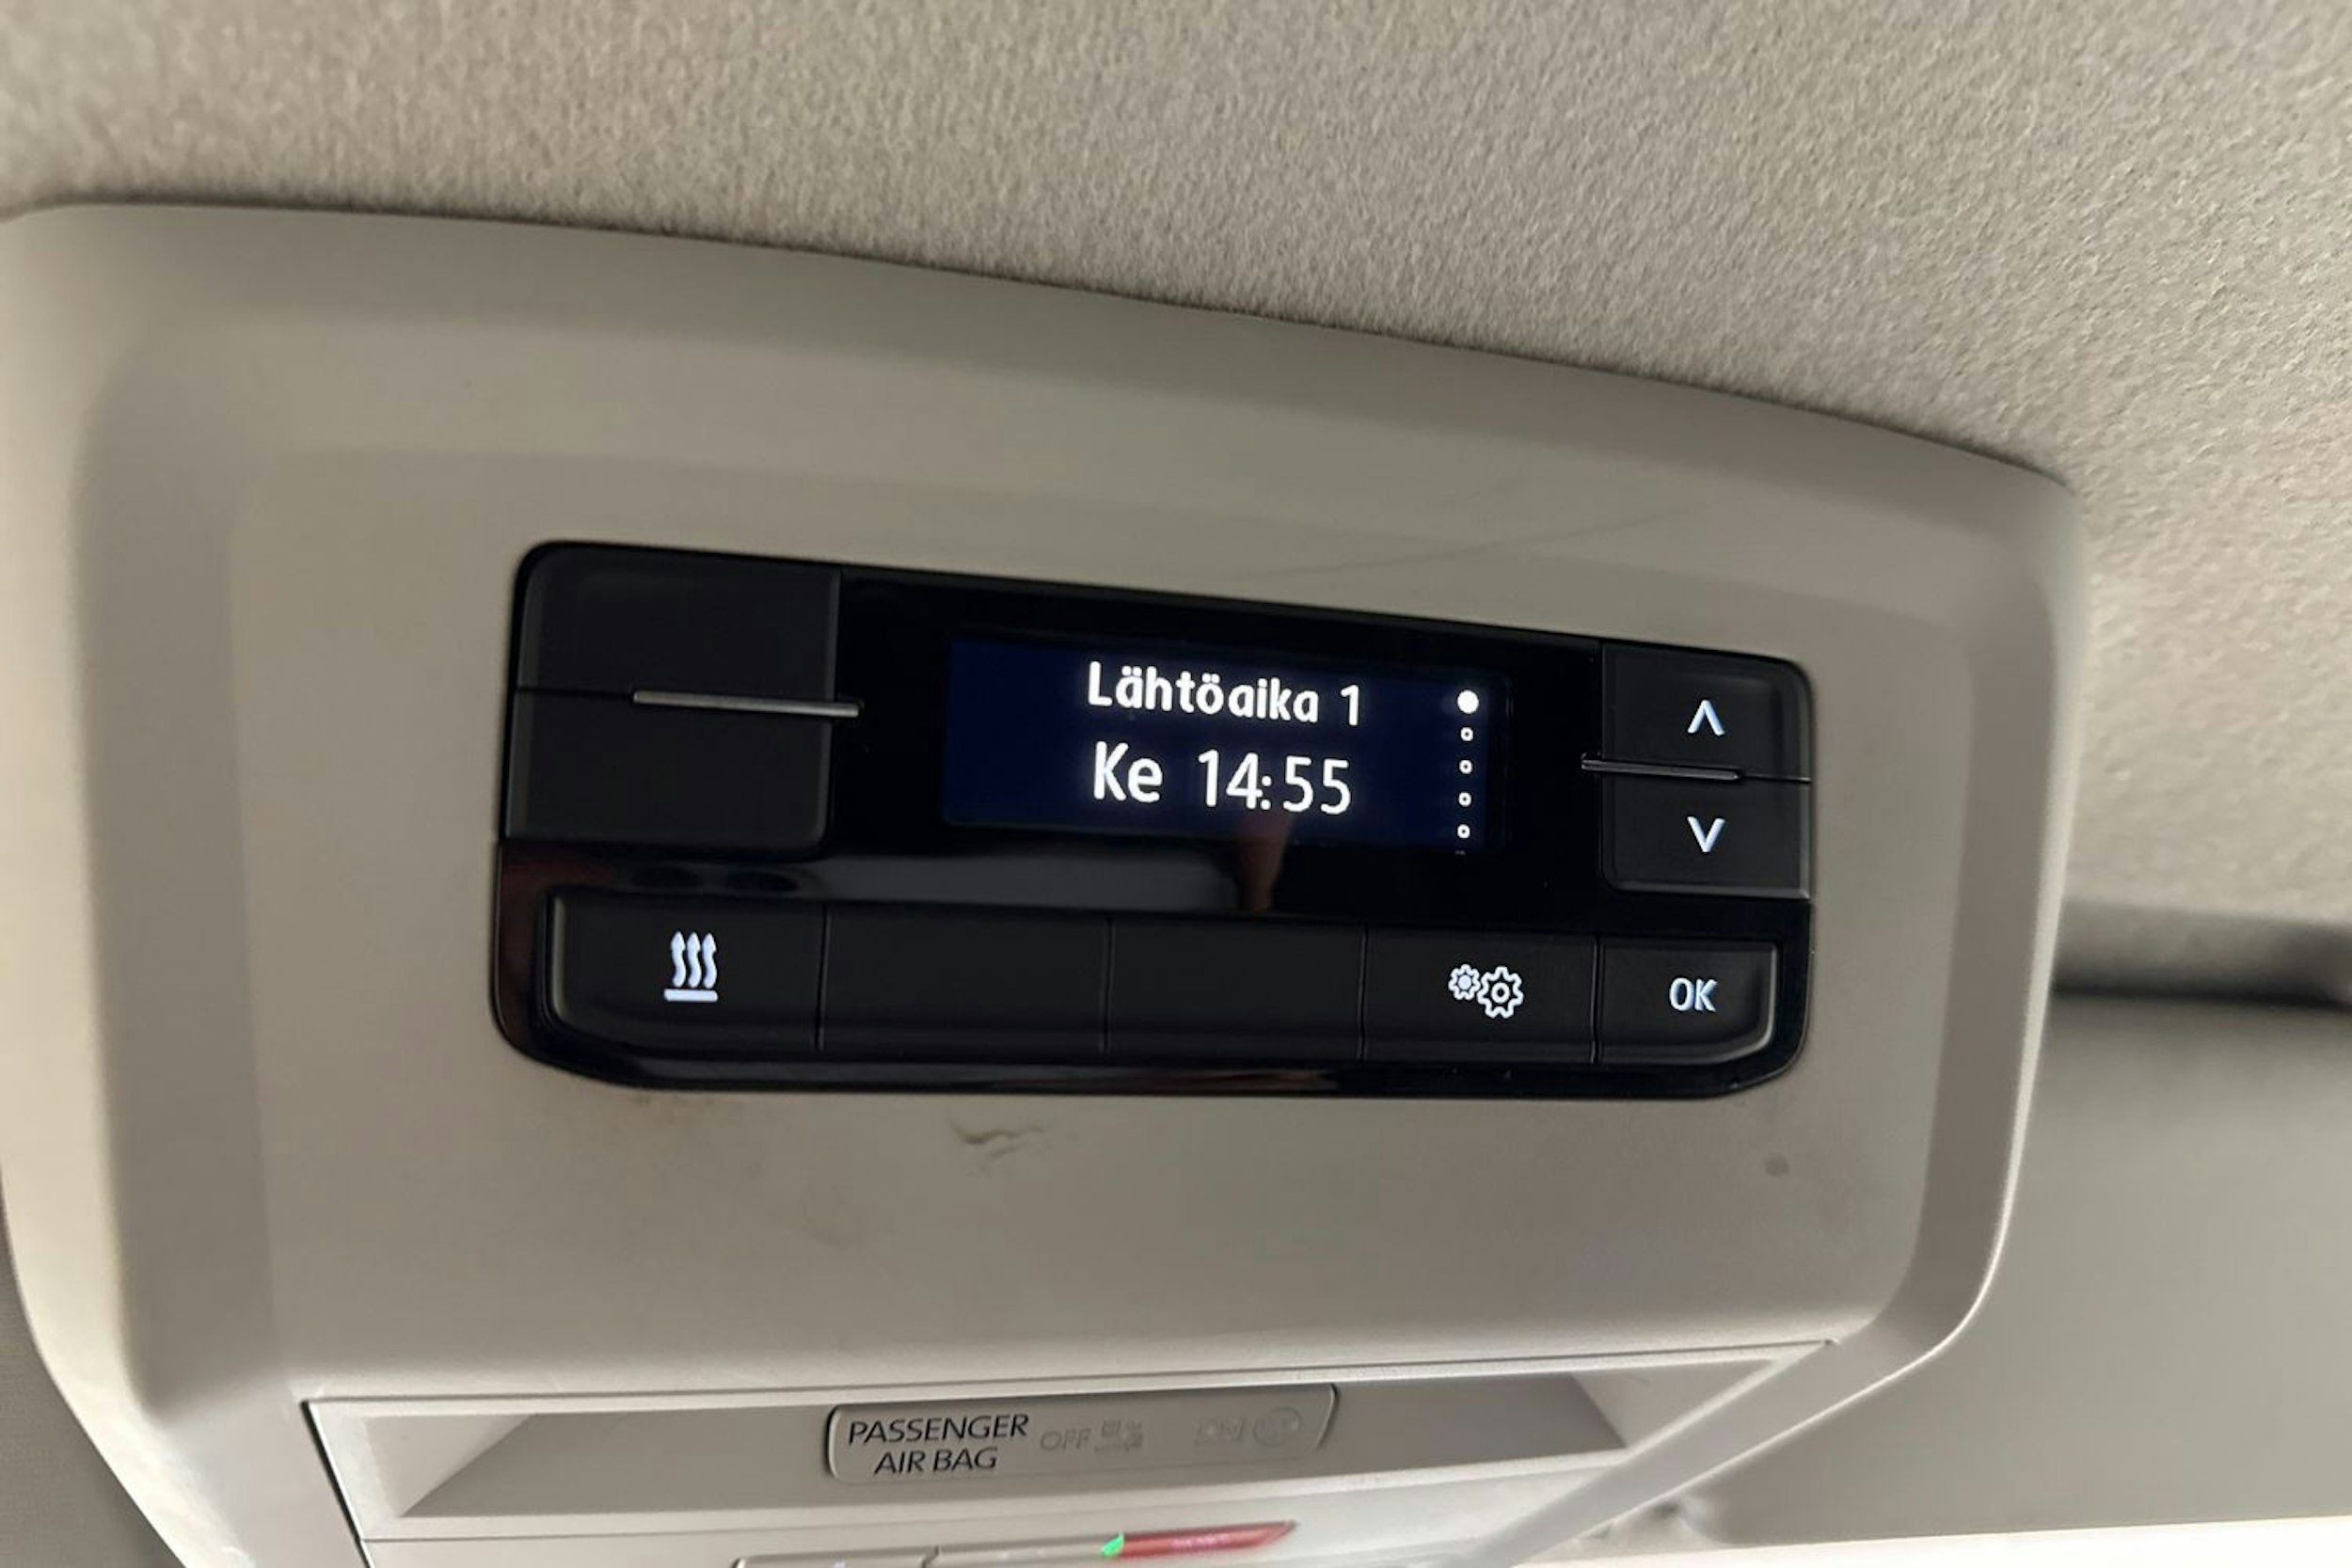 Lähtöaika 1
Ke 14:55
OK
PASSENGER
AIR BAG
OFF